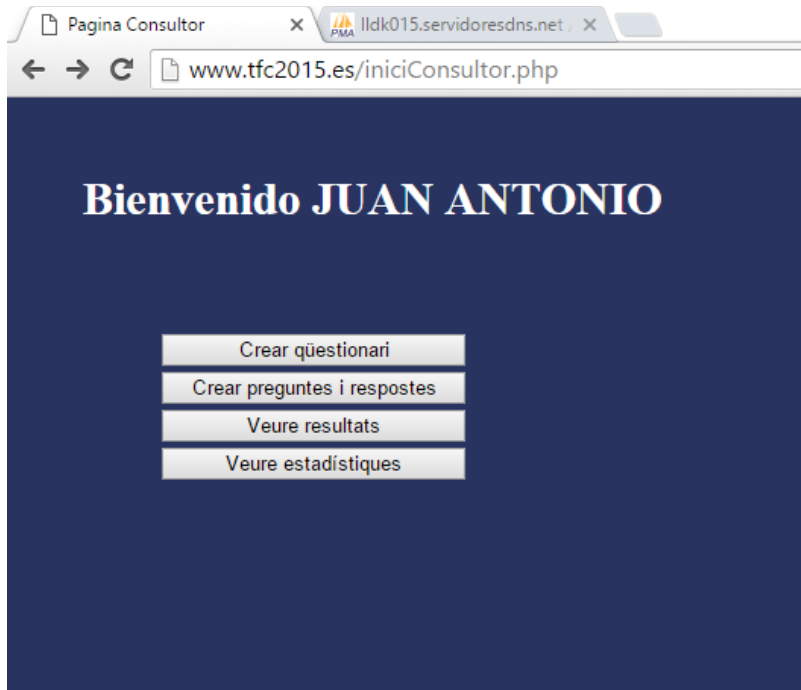 Pagina Consultor
PMA
lldk015.servidoresdns.net /
www.tfc2015.es/iniciConsultor.php
Bienvenido JUAN ANTONIO
Crear qüestionari
Crear preguntes i respostes
Veure resultats
Veure estadístiques